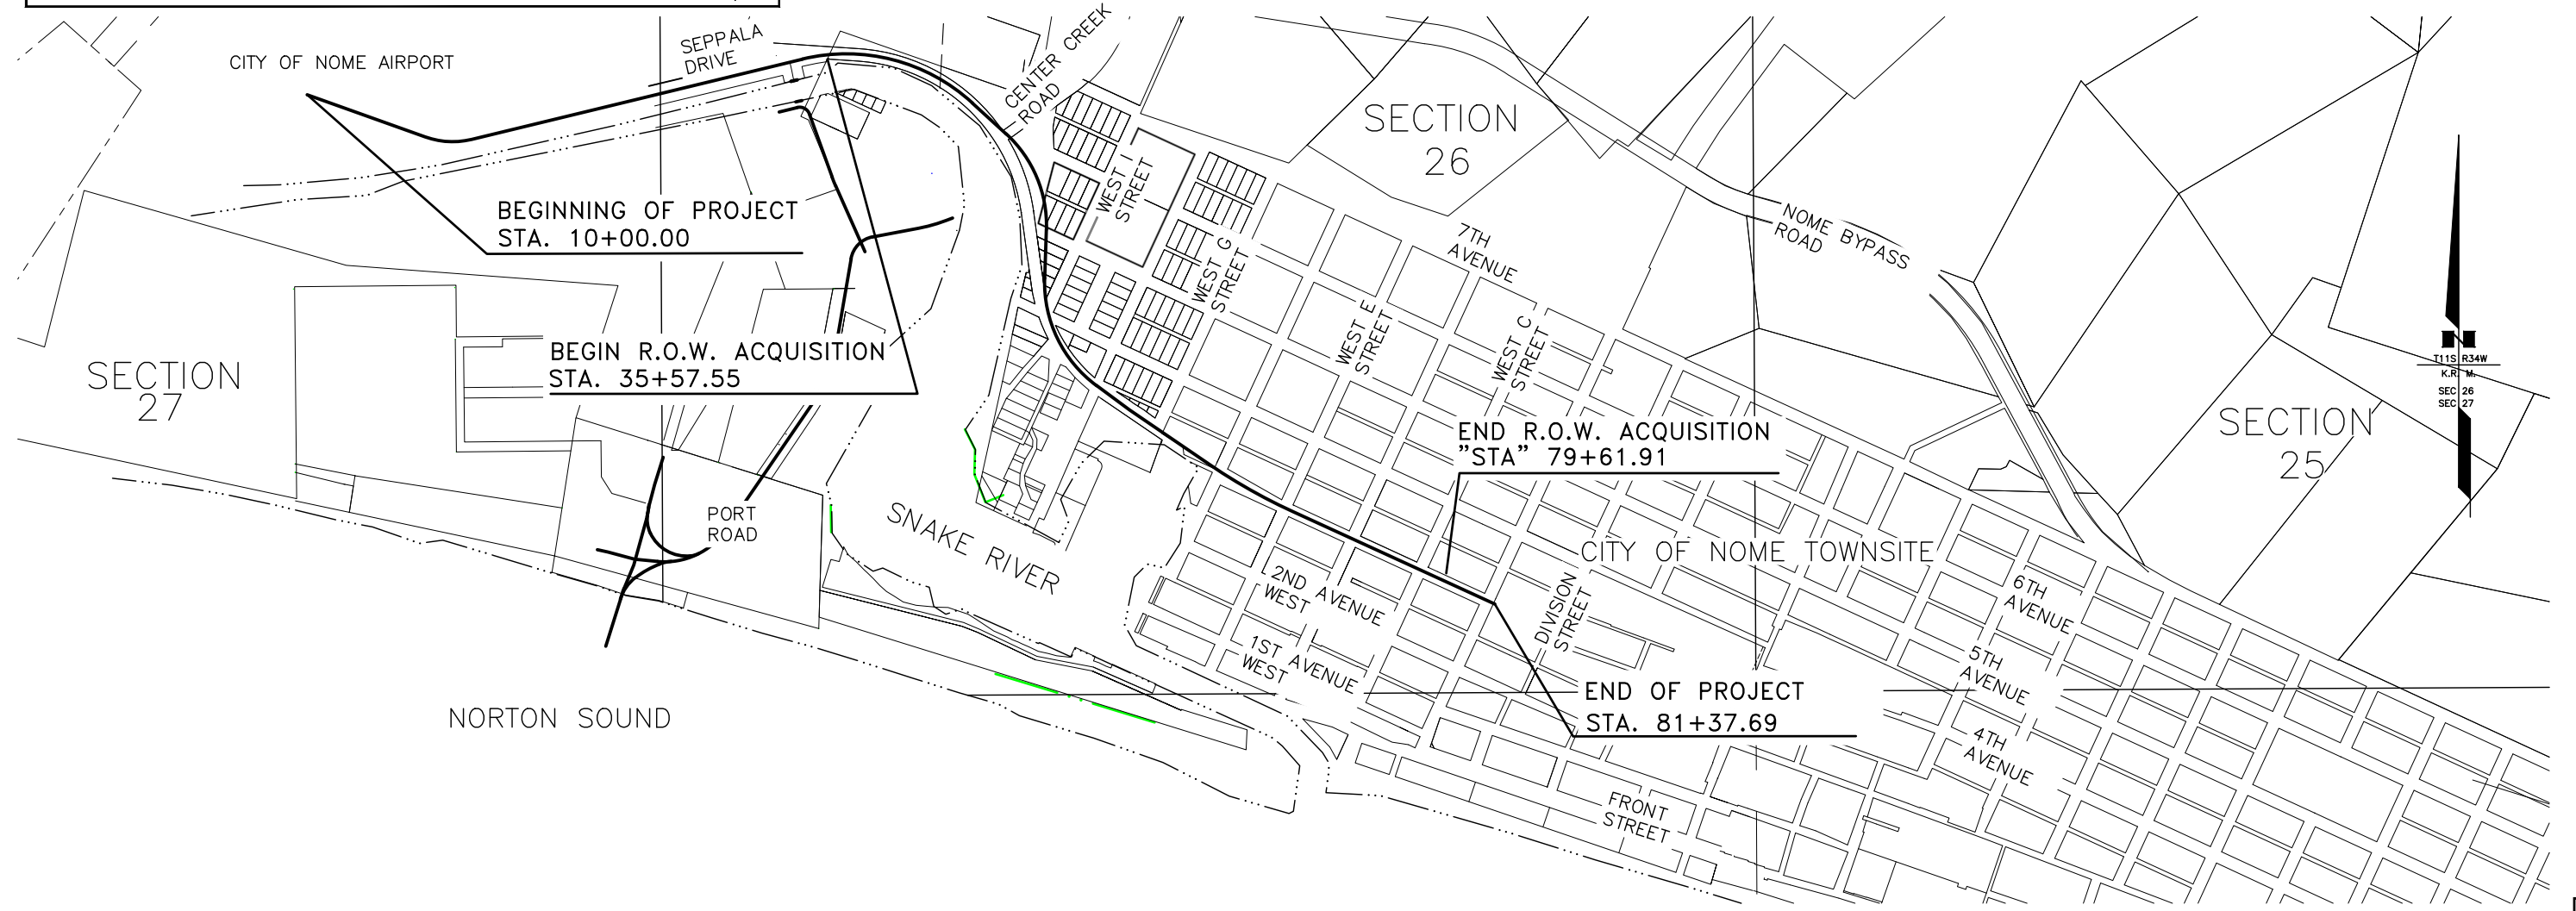 CITY OF NOME AIRPORT
SEPPALA
DRIVE
CENTER CREEK
ROAD
SECTION
26
WEST I
STREET
BEGINNING OF PROJECT
STA. 10+00.00
WEST G
STREET
7TH
AVENUE
NOME BYPASS
ROAD
BEGIN R.O.W. ACQUISITION
STA. 35+57.55
WEST E
STREET
WEST C
STREET
N
T11S R34W
K.R. M.
SEC 26
SEC 27
SECTION
27
SECTION
25
END R.O.W. ACQUISITION
"STA" 79+61.91
PORT
ROAD
SNAKE RIVER
CITY OF NOME TOWNSITE
2ND AVENUE
WEST
DIVISION
STREET
6TH
AVENUE
1ST AVENUE
WEST
5TH
AVENUE
END OF PROJECT
STA. 81+37.69
NORTON SOUND
4TH
AVENUE
FRONT
STREET